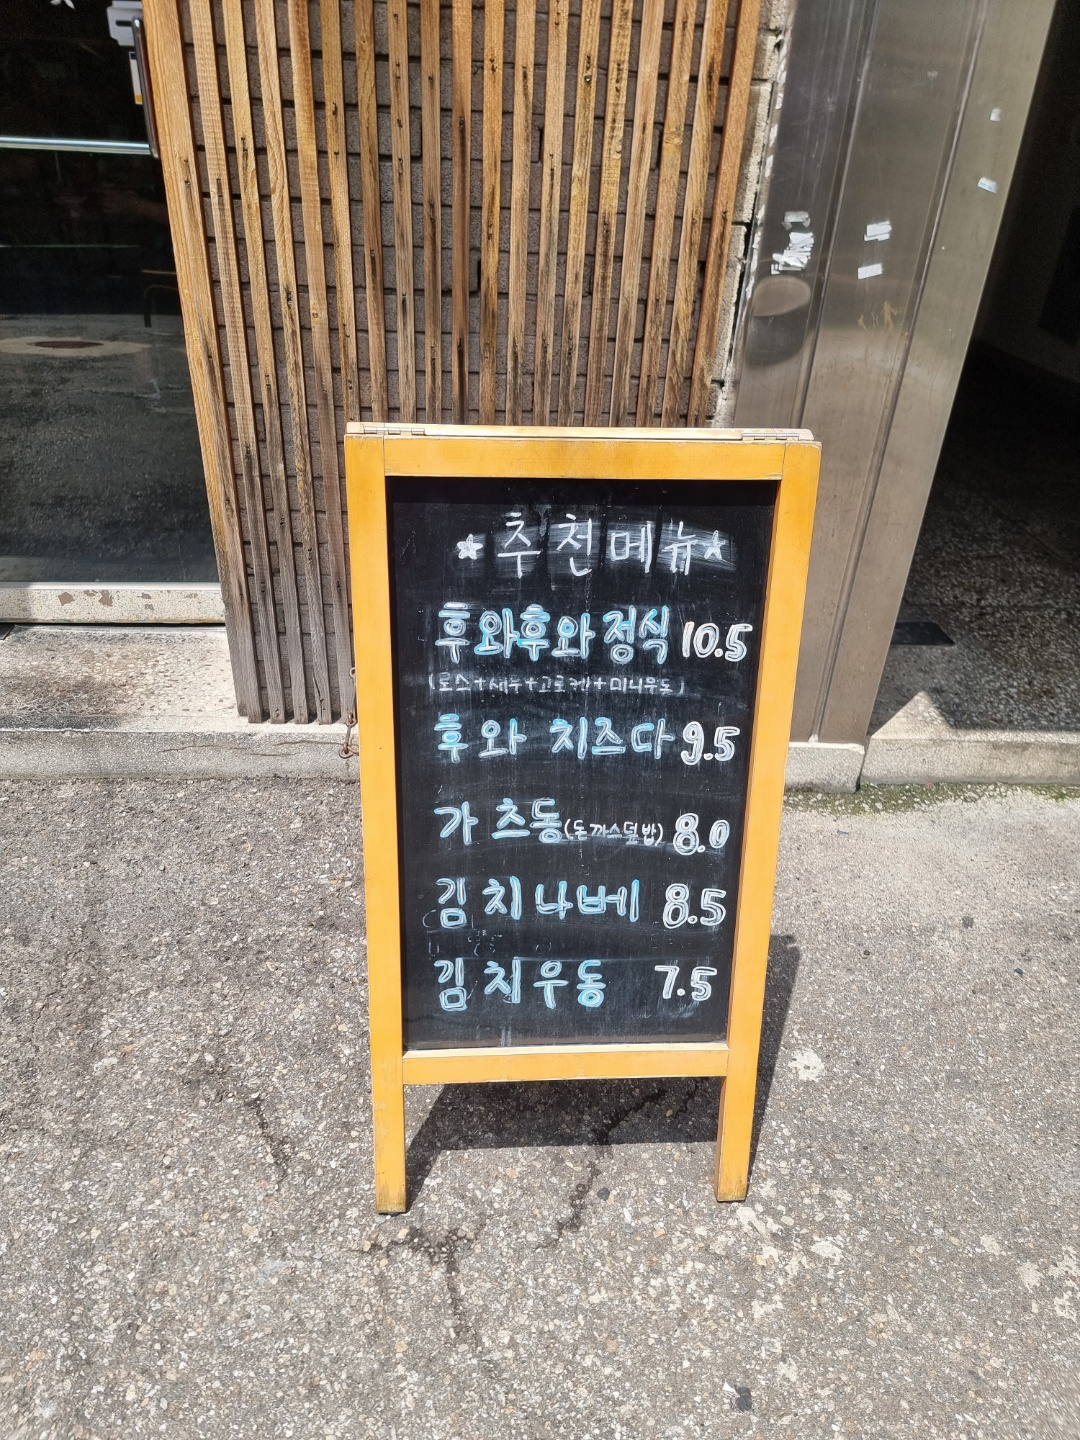 ★추천메뉴★
후와후와정식 10.5
(로스+새우+고로케+미니우동)
후와 치즈다 9.5
가츠동(돈까스덮밥) 8.0
김치나베 8.5
김치우동 7.5